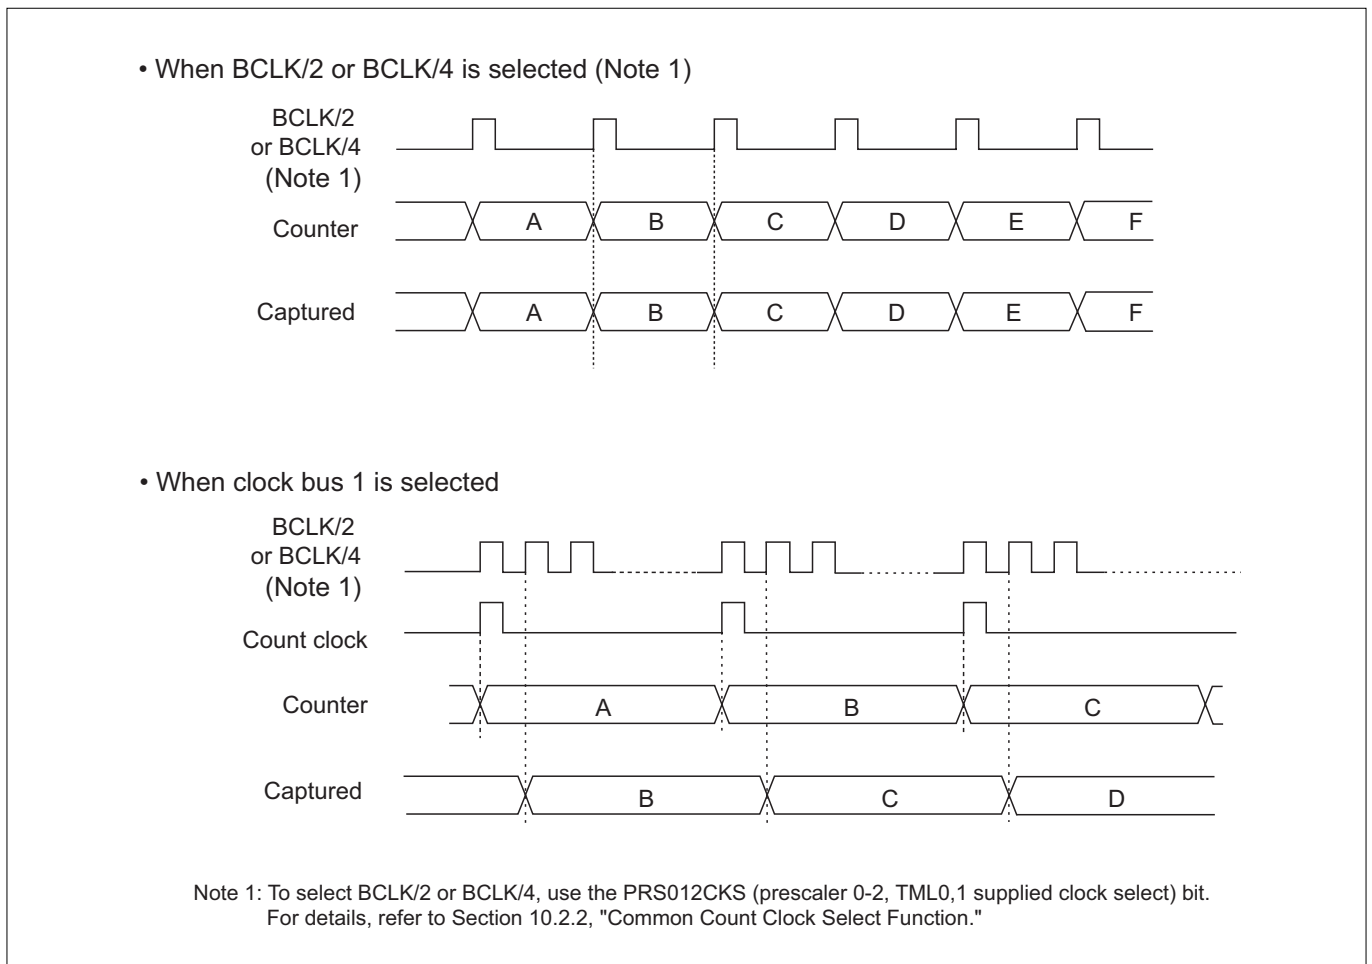 • When BCLK/2 or BCLK/4 is selected (Note 1)
BCLK/2
or BCLK/4
(Note 1)
Counter
A B C D E F
Captured
A B C D E F
• When clock bus 1 is selected
BCLK/2
or BCLK/4
(Note 1)
Count clock
Counter
A B C
Captured
B C D
Note 1: To select BCLK/2 or BCLK/4, use the PRS012CKS (prescaler 0-2, TML0,1 supplied clock select) bit.
For details, refer to Section 10.2.2, "Common Count Clock Select Function."